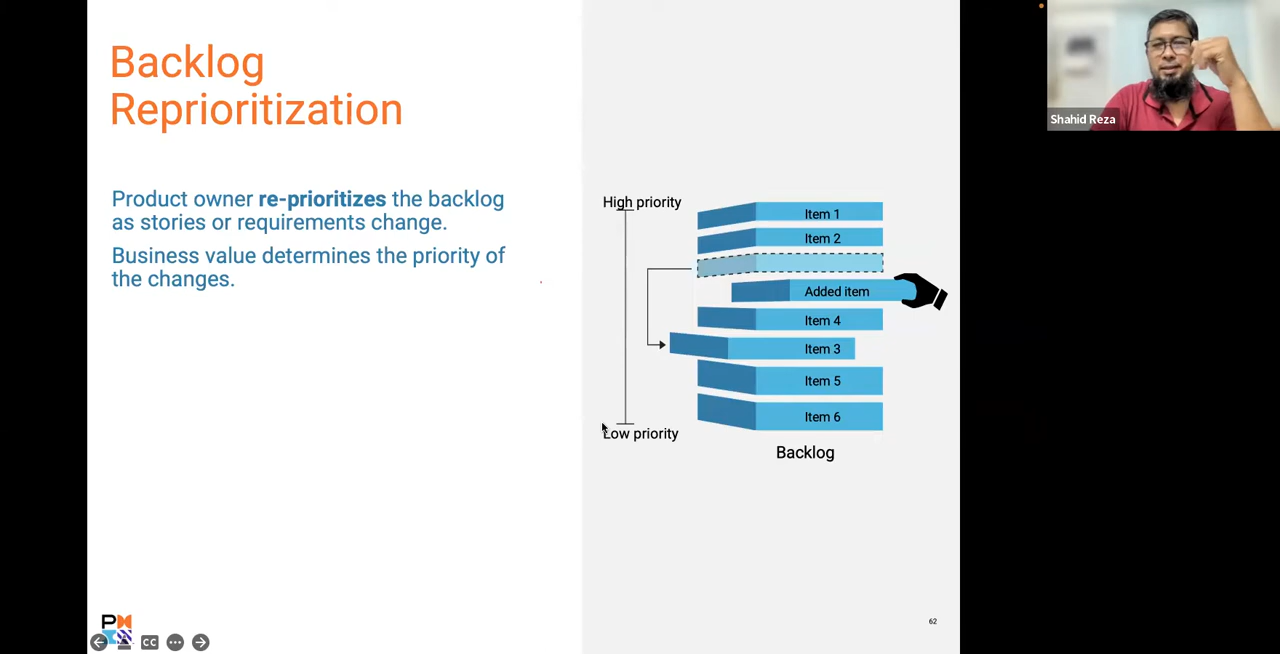 Backlog
Reprioritization
Product owner re-prioritizes the backlog
as stories or requirements change.
Business value determines the priority of
the changes.
High priority
Item 1
Item 2
Added item
Item 4
Item 3
Item 5
Item 6
Low priority
Backlog
62
CC
Shahid Reza